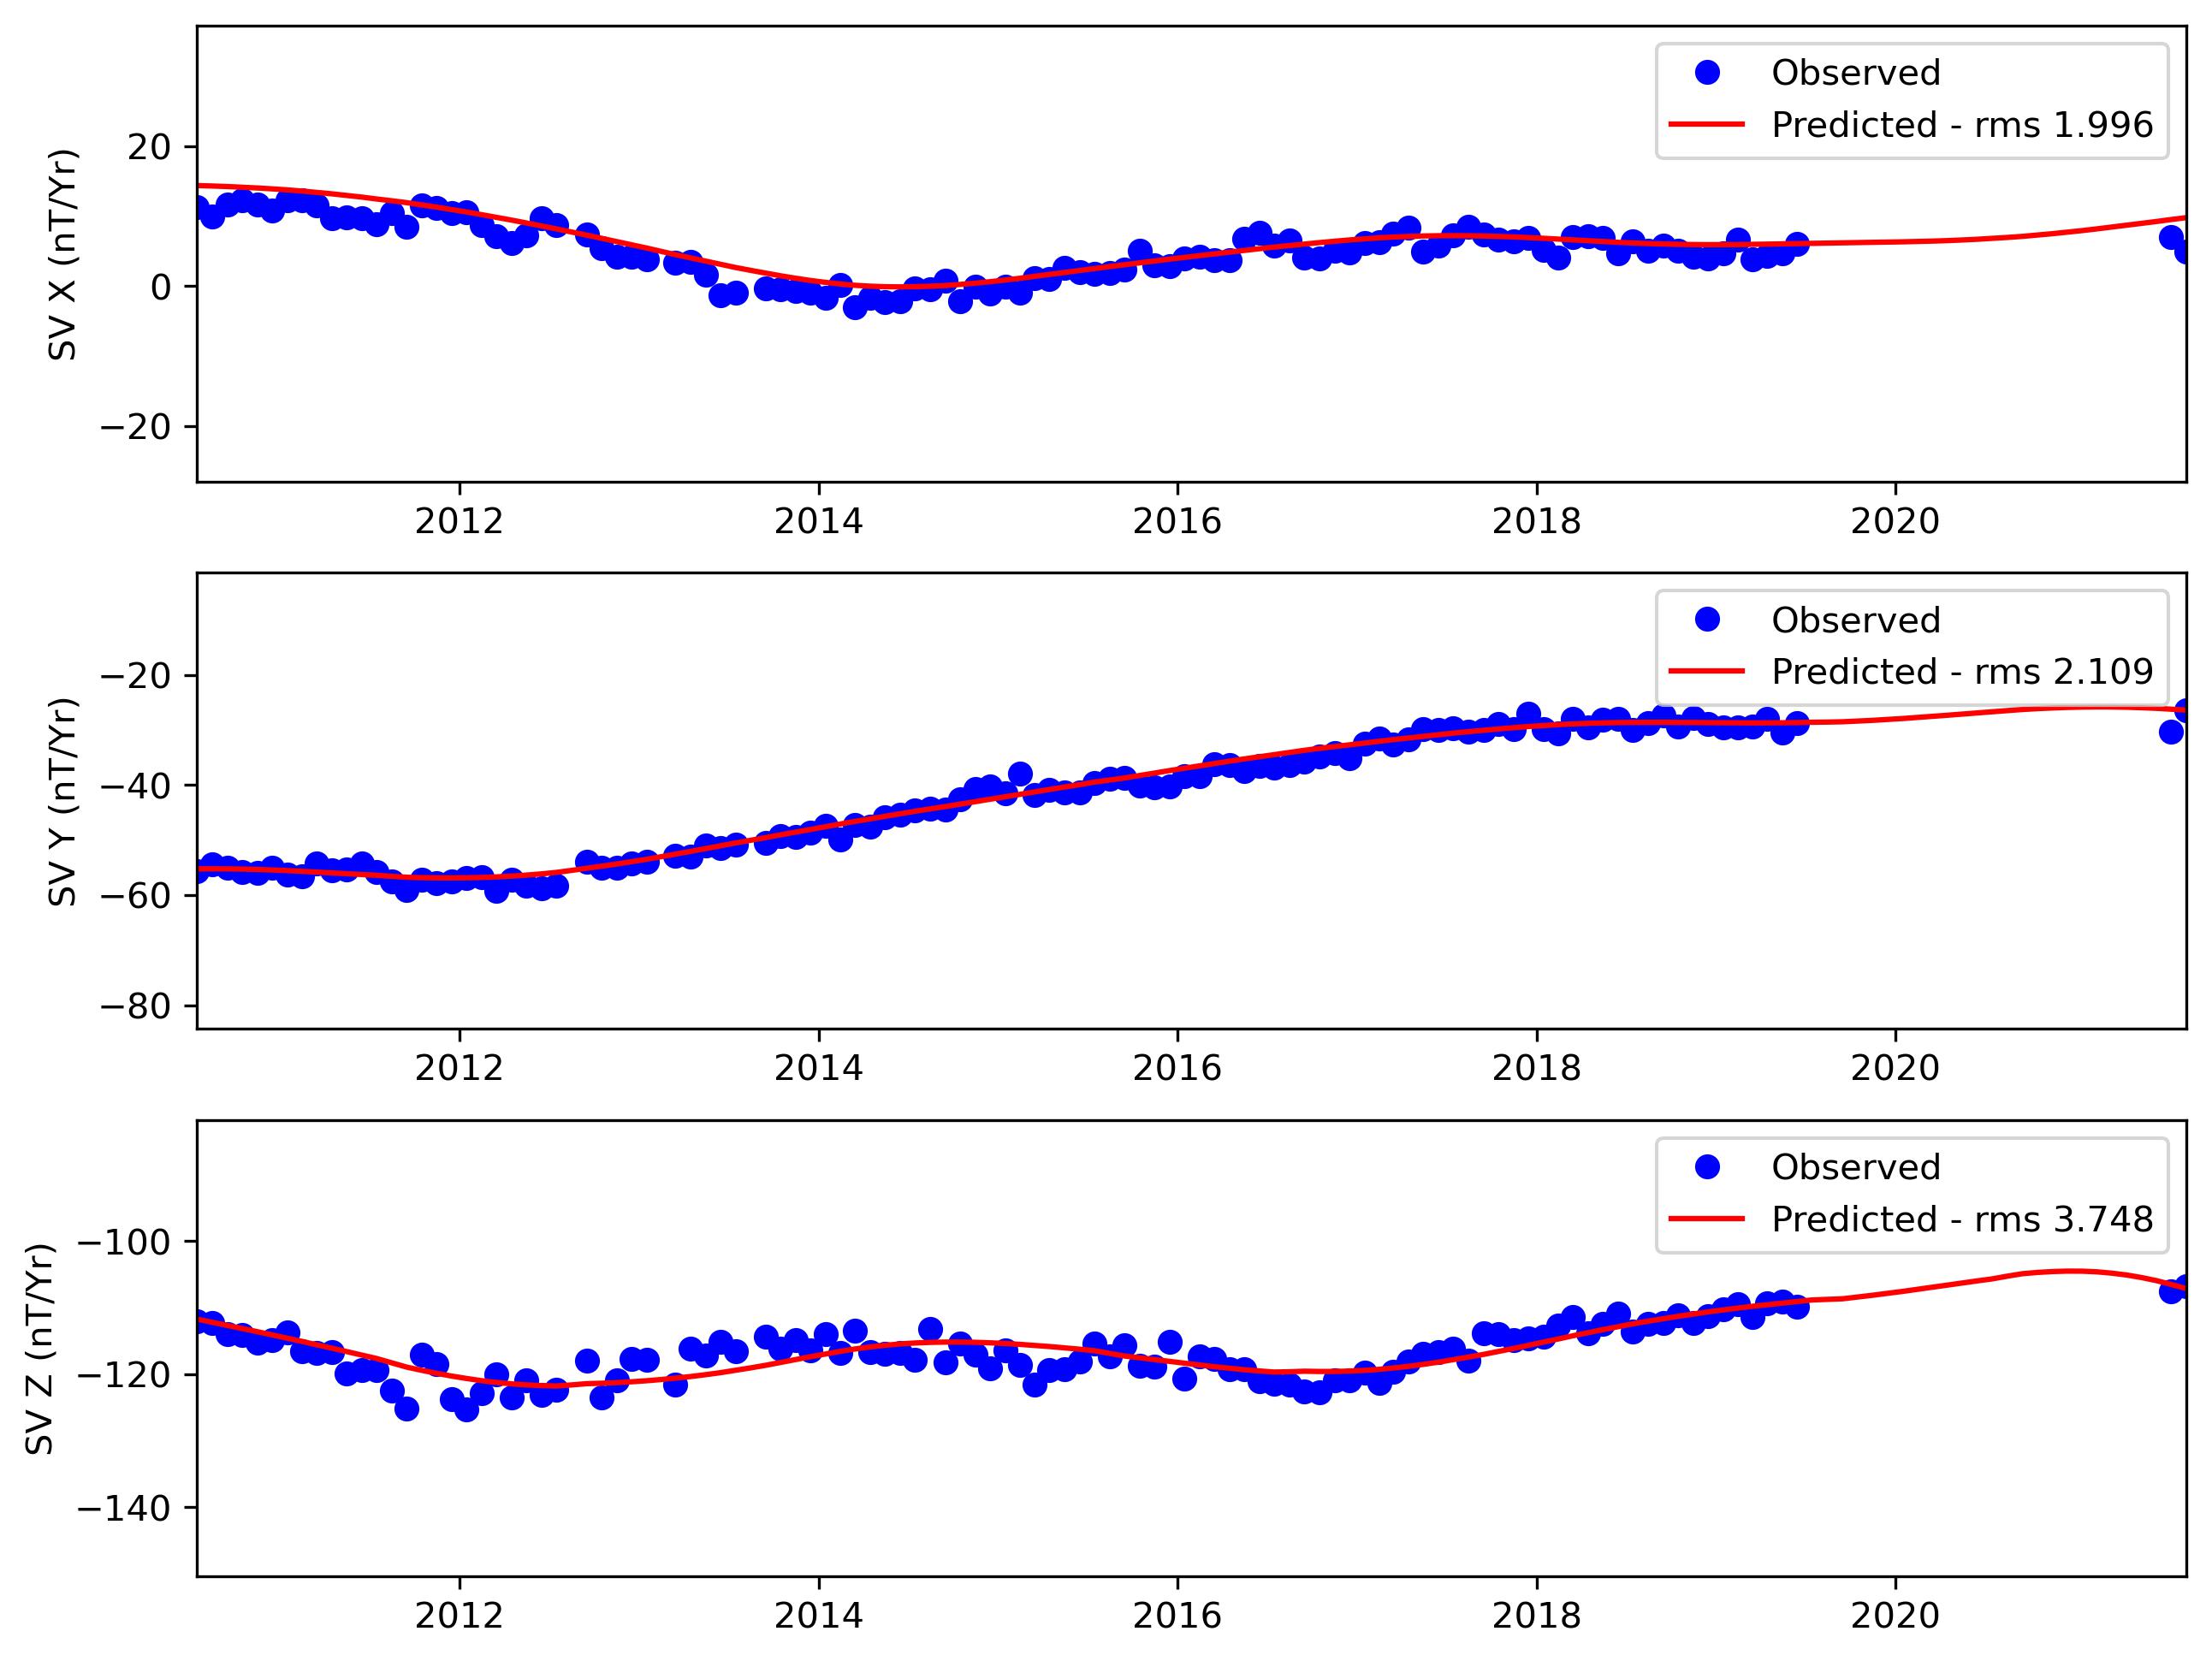 SV X (nT/Yr)
20
0
−20
Observed
Predicted - rms 1.996
2012 2014 2016 2018 2020
SV Y (nT/Yr)
−20
−40
−60
−80
Observed
Predicted - rms 2.109
2012 2014 2016 2018 2020
SV Z (nT/Yr)
−100
−120
−140
Observed
Predicted - rms 3.748
2012 2014 2016 2018 2020